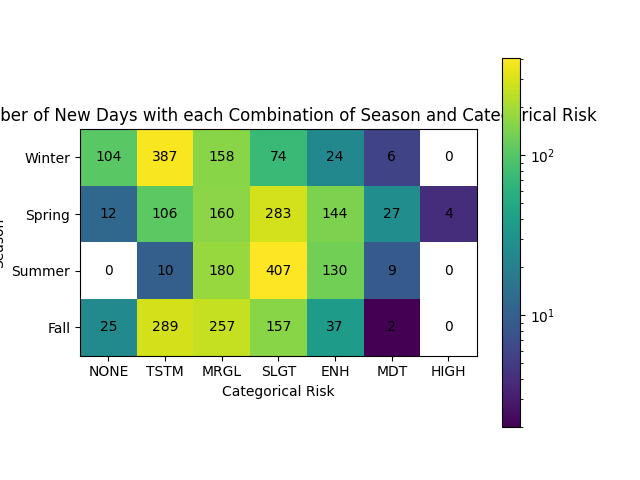 ber of New Days with each Combination of Season and Categorical Risk
Winter 104 387 158 74 24 6 0
Spring 12 106 160 283 144 27 4
Summer 0 10 180 407 130 9 0
Fall 25 289 257 157 37 2 0
NONE TSTM MRGL SLGT ENH MDT HIGH
Categorical Risk
Season
10²
10¹